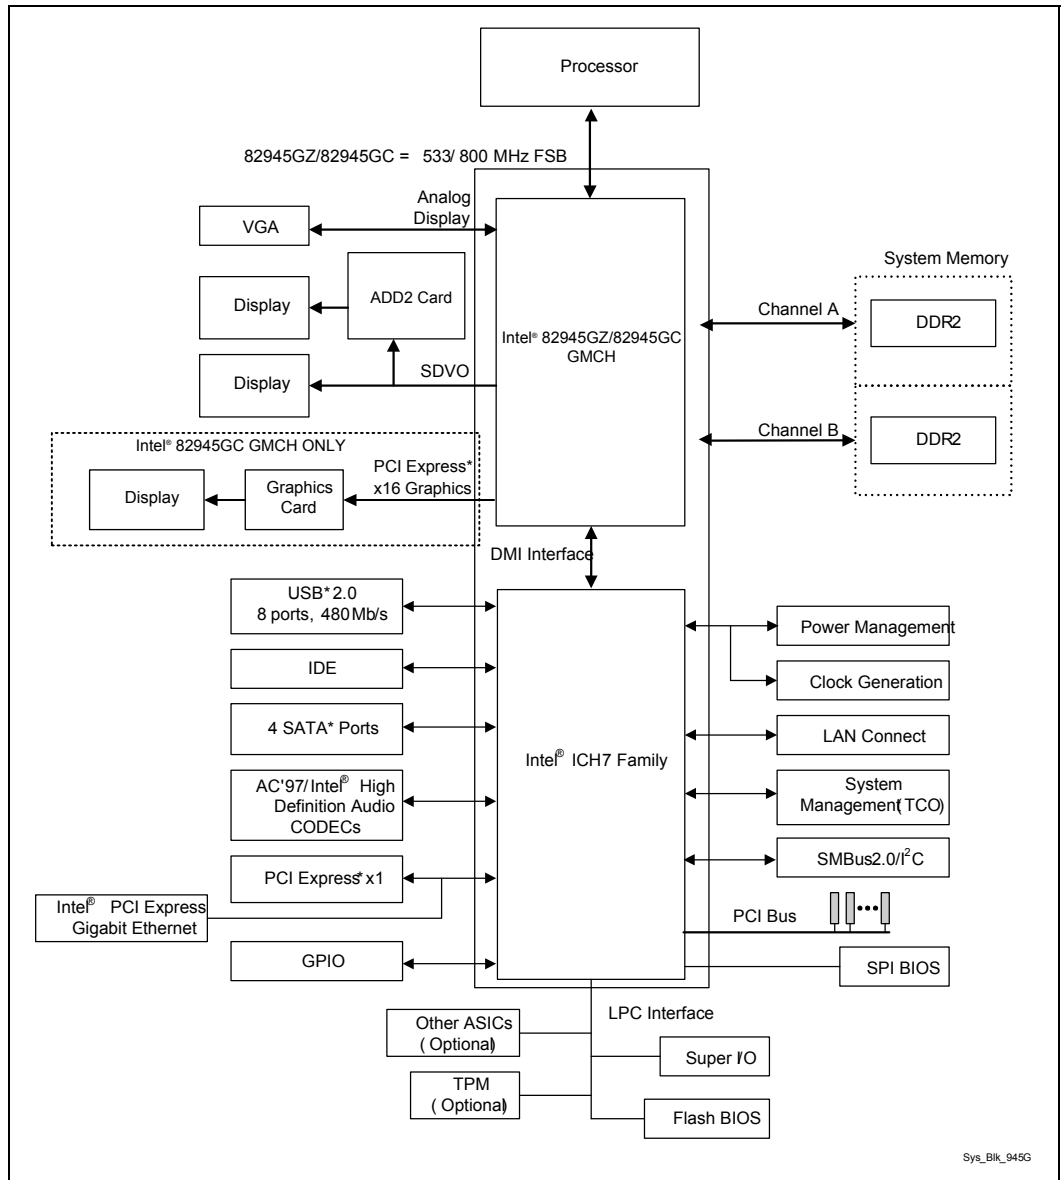 Processor
82945GZ/82945GC = 533/ 800 MHz FSB
Analog
Display
VGA
ADD2 Card
Display
Display
SDVO
Intel® 82945GZ/82945GC
GMCH
System Memory
Channel A
DDR2
Channel B
DDR2
Intel® 82945GC GMCH ONLY
PCI Express*
x16 Graphics
Graphics
Card
Display
DMI Interface
USB* 2.0
8 ports, 480Mb/s
IDE
4 SATA* Ports
AC'97/Intel® High
Definition Audio
CODECs
PCI Express* x1
Intel® PCI Express
Gigabit Ethernet
GPIO
Intel® ICH7 Family
Power Management
Clock Generation
LAN Connect
System
Management (TCO)
SMBus2.0/I²C
PCI Bus
SPI BIOS
LPC Interface
Other ASICs
( Optional)
Super I/O
TPM
( Optional)
Flash BIOS
Sys_Blk_945G